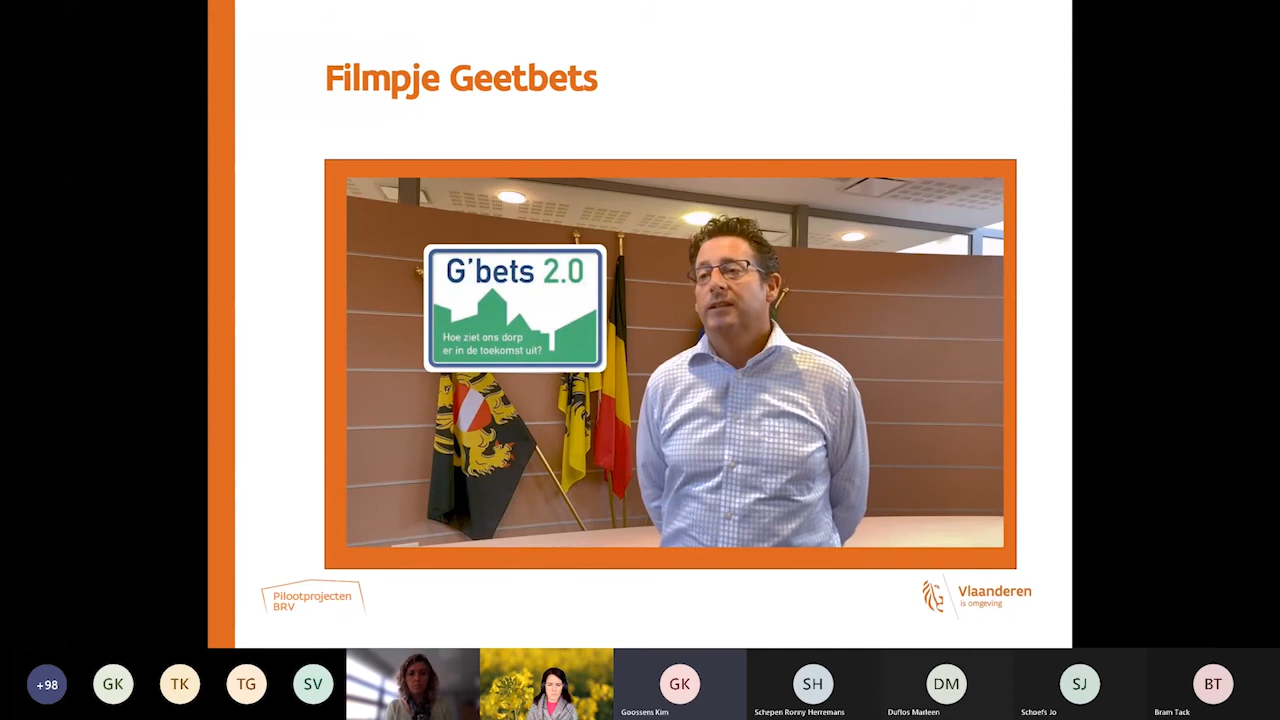 Filmpje Geetbets
G'bets 2.0
Hoe ziet ons dorp
er in de toekomst uit?
Pilootprojecten
BRV
Vlaanderen
is omgeving
+98
GK
TK
TG
SV
GK
SH
DM
SJ
BT
Goossens Kim
Schepen Ronny Herremans
Duflos Marleen
Schoefs Jo
Bram Tack